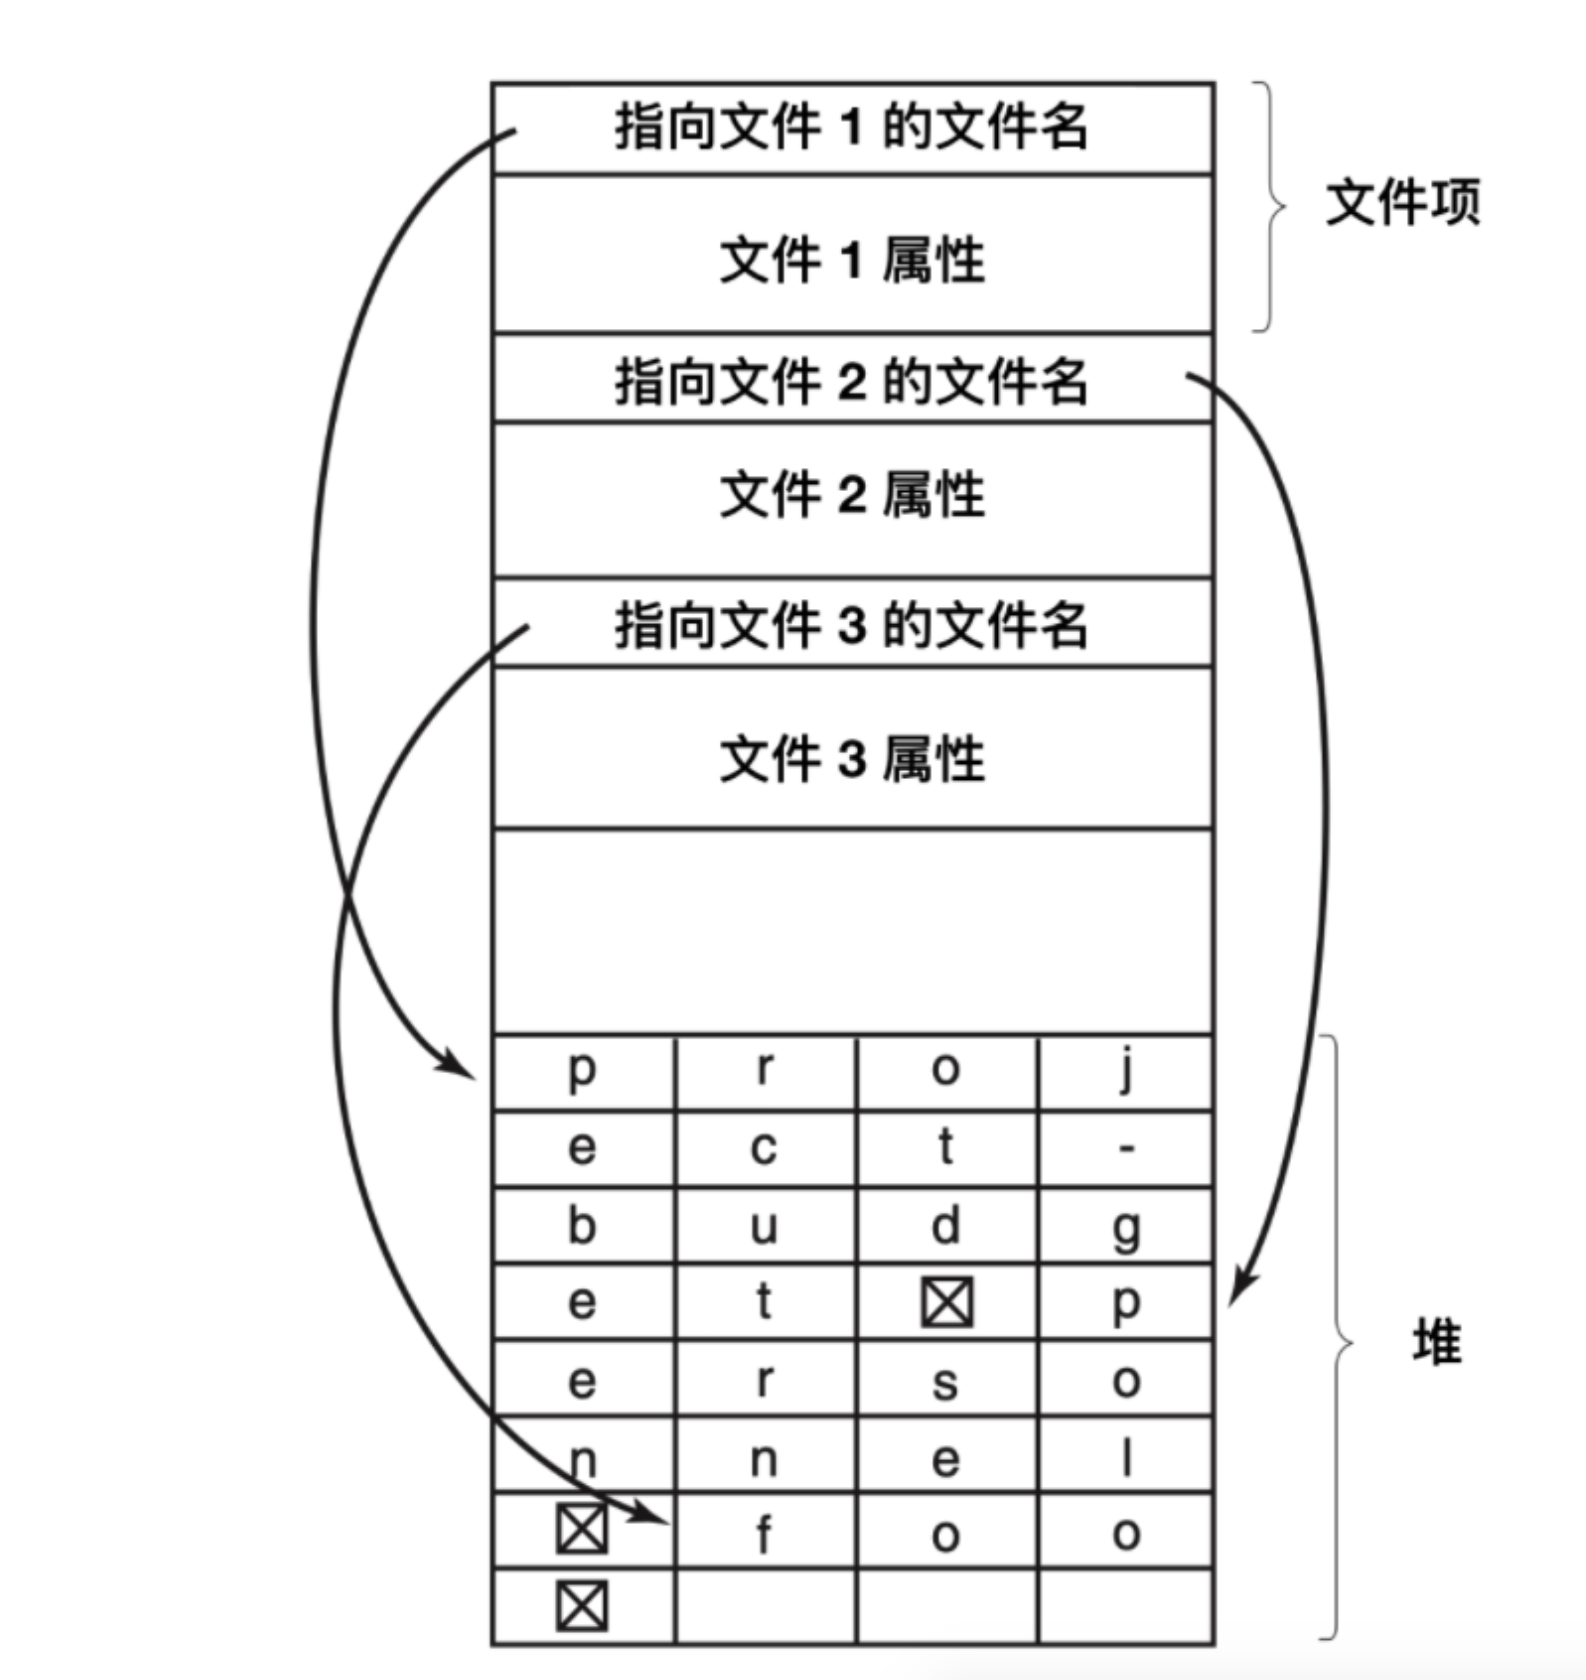 指向文件 1 的文件名
文件项
文件 1 属性
指向文件 2 的文件名
文件 2 属性
指向文件 3 的文件名
文件 3 属性
p r o j
e c t -
b u d g
e t ☒ p
堆
e r s o
n n e l
☒ f o o
☒